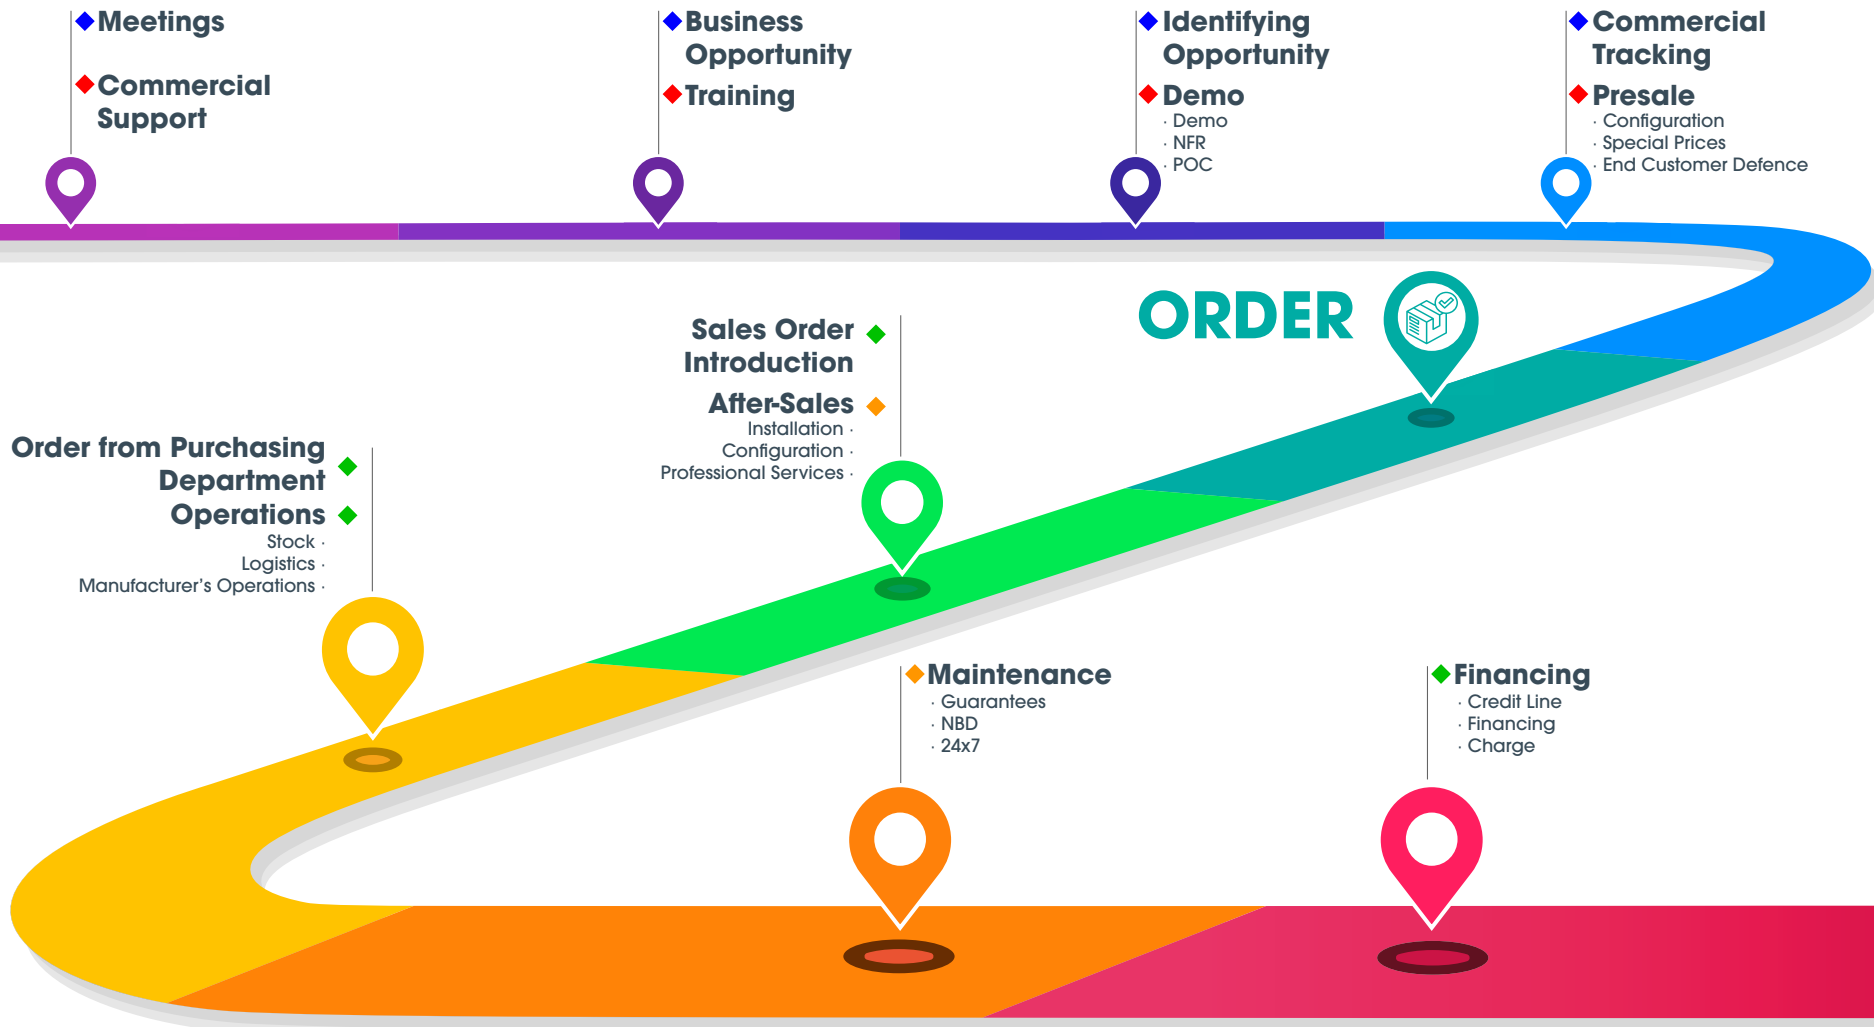 Meetings
Commercial
Support
Business
Opportunity
Training
Identifying
Opportunity
Demo
· Demo
· NFR
· POC
Commercial
Tracking
Presale
· Configuration
· Special Prices
· End Customer Defence
ORDER
Sales Order
Introduction
After-Sales
Installation ·
Configuration ·
Professional Services ·
Order from Purchasing
Department
Operations
Stock ·
Logistics ·
Manufacturer's Operations ·
Maintenance
· Guarantees
· NBD
· 24x7
Financing
· Credit Line
· Financing
· Charge